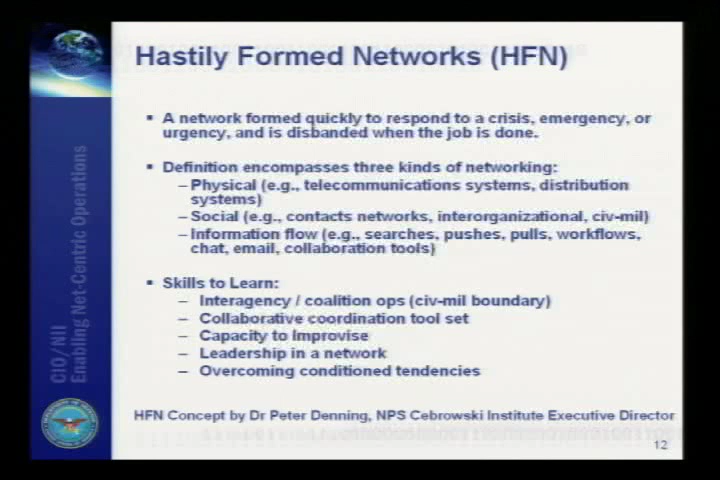 Hastily Formed Networks (HFN)
▪ A network formed quickly to respond to a crisis, emergency, or
urgency, and is disbanded when the job is done.
▪ Definition encompasses three kinds of networking:
–Physical (e.g., telecommunications systems, distribution
systems)
–Social (e.g., contacts networks, interorganizational, civ-mil)
–Information flow (e.g., searches, pushes, pulls, workflows,
chat, email, collaboration tools)
▪ Skills to Learn:
– Interagency / coalition ops (civ-mil boundary)
– Collaborative coordination tool set
– Capacity to Improvise
– Leadership in a network
– Overcoming conditioned tendencies
HFN Concept by Dr Peter Denning, NPS Cebrowski Institute Executive Director
12
CIO/NII
Enabling Net-Centric Operations